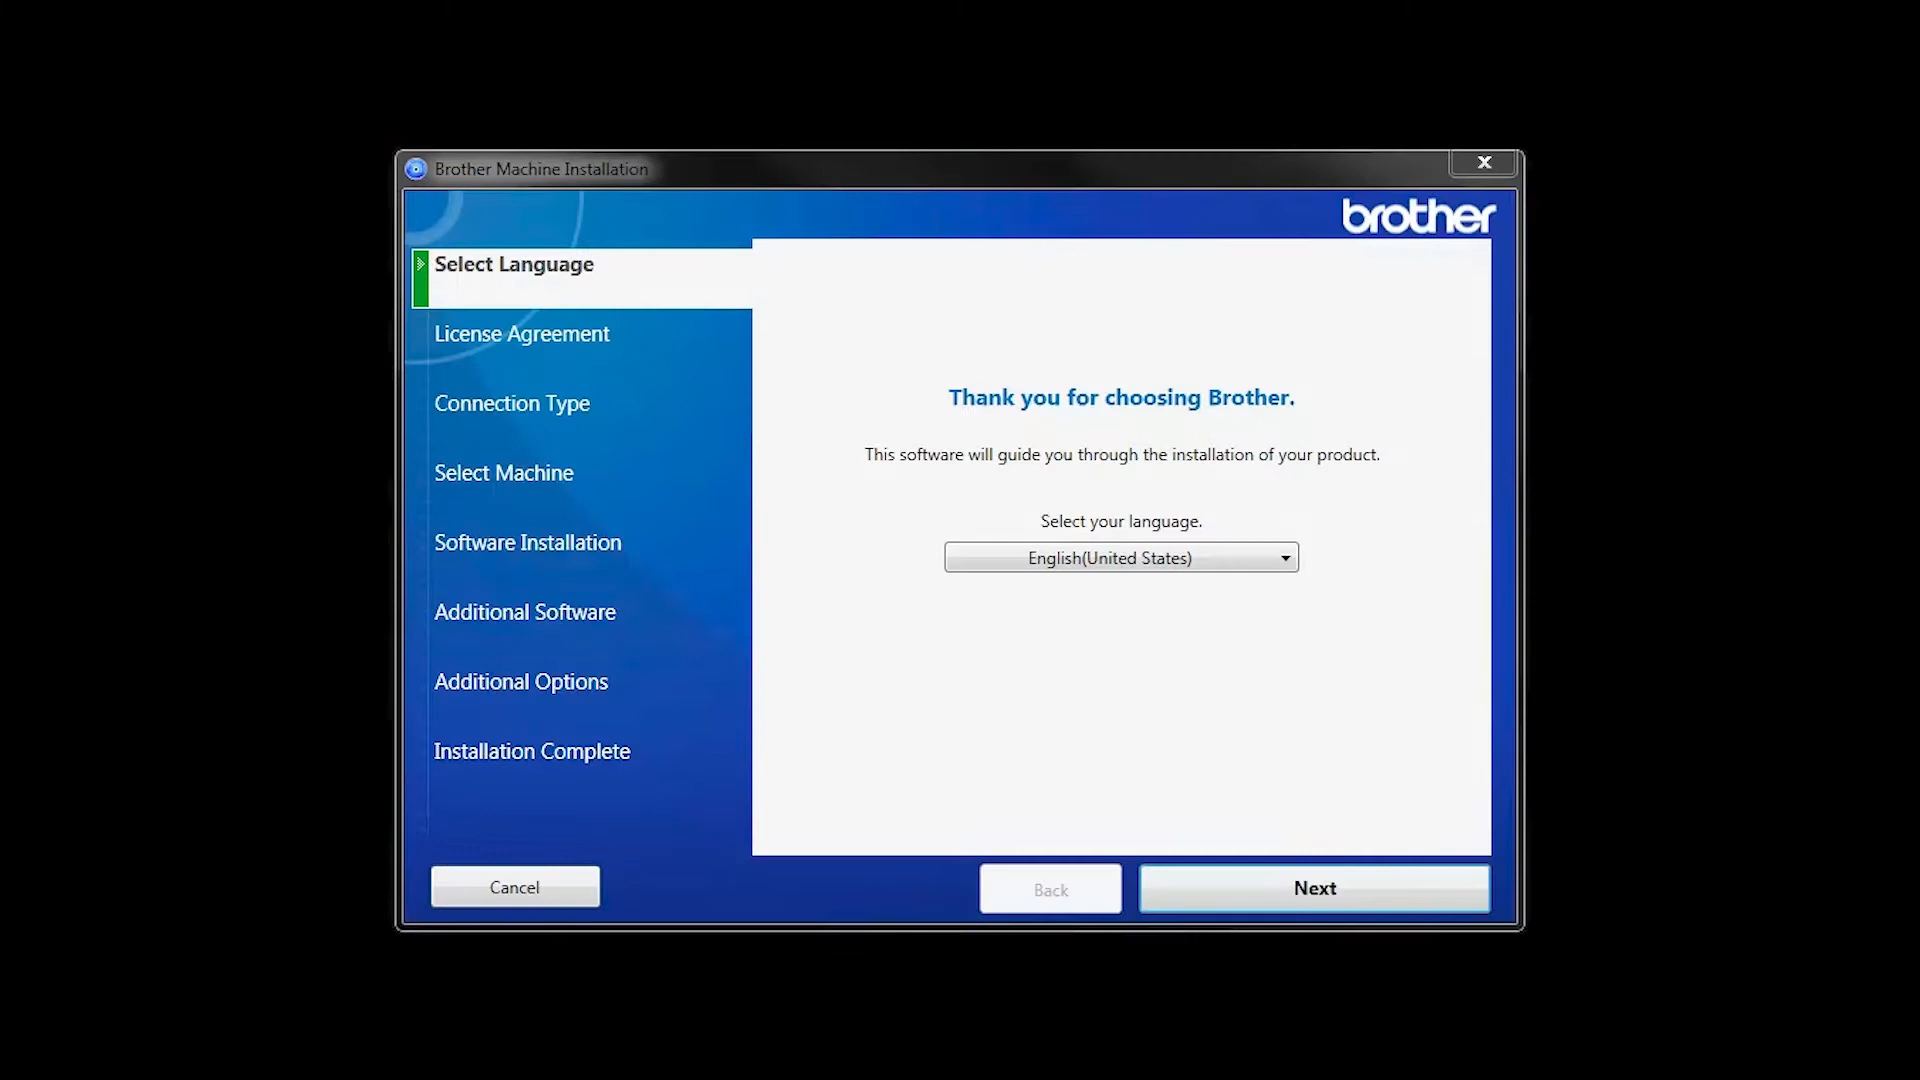 Brother Machine Installation
X
brother
Select Language
License Agreement
Connection Type
Select Machine
Software Installation
Additional Software
Additional Options
Installation Complete
Thank you for choosing Brother.
This software will guide you through the installation of your product.
Select your language.
English(United States)
Cancel
Back
Next